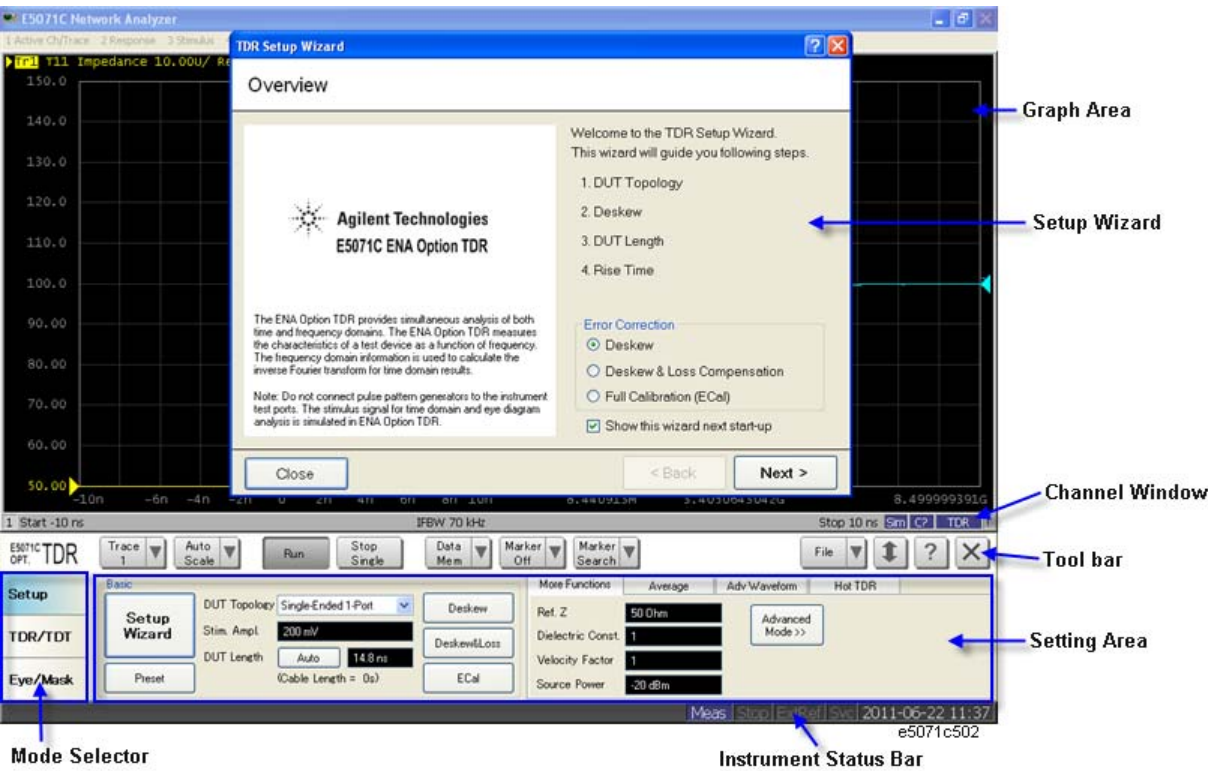 E5071C Network Analyzer
1 Active Ch/Trace 2 Response 3 Stimulus
Tr1 T11 Impedance 10.00U/ Re
150.0
140.0
130.0
120.0
110.0
100.0
90.00
80.00
70.00
60.00
50.00
TDR Setup Wizard
Overview
Agilent Technologies
E5071C ENA Option TDR
The ENA Option TDR provides simultaneous analysis of both
time and frequency domains. The ENA Option TDR measures
the characteristics of a test device as a function of frequency.
The frequency domain information is used to calculate the
inverse Fourier transform for time domain results.
Note: Do not connect pulse pattern generators to the instrument
test ports. The stimulus signal for time domain and eye diagram
analysis is simulated in ENA Option TDR.
Welcome to the TDR Setup Wizard.
This wizard will guide you following steps.
1. DUT Topology
2. Deskew
3. DUT Length
4. Rise Time
Error Correction
Deskew
Deskew & Loss Compensation
Full Calibration (ECal)
Show this wizard next start-up
Close
< Back
Next >
Graph Area
Setup Wizard
Channel Window
Tool bar
Setting Area
-10n -6n -4n -2n 0 2n 4n 6n 8n 10n
8.499999391G
1 Start -10 ns
IFBW 70 kHz
Stop 10 ns Sim C? TDR
E5071C OPT. TDR
Trace 1
Auto Scale
Run
Stop Single
Data Mem
Marker Off
Marker Search
File
?
Setup
TDR/TDT
Eye/Mask
Basic
Setup Wizard
Preset
DUT Topology Single-Ended 1-Port
Stim. Ampl. 200 mV
DUT Length Auto 14.8 ns
(Cable Length = 0s)
Deskew
Deskew&Loss
ECal
More Functions Average Adv Waveform Hot TDR
Ref. Z 50 Ohm
Dielectric Const. 1
Velocity Factor 1
Source Power -20 dBm
Advanced Mode >>
Meas Stop ExtRef Svc 2011-06-22 11:37
e5071c502
Mode Selector
Instrument Status Bar